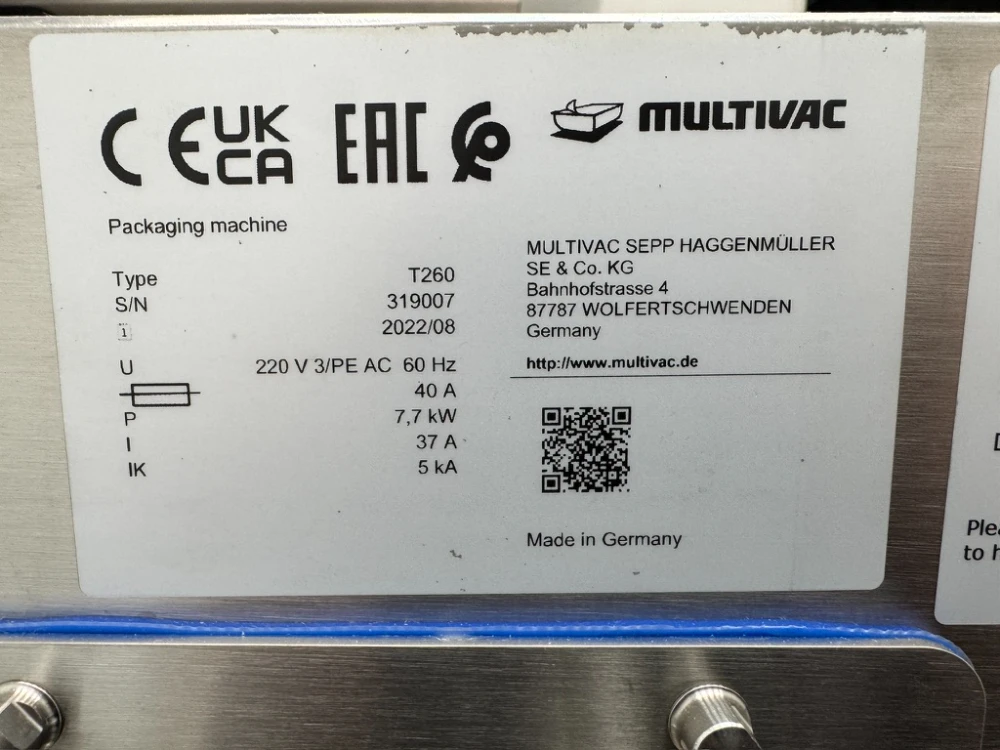 CE UK CA EAC
MULTIVAC
Packaging machine
Type T260
S/N 319007
2022/08
U 220 V 3/PE AC 60 Hz
40 A
P 7,7 kW
I 37 A
IK 5 kA
MULTIVAC SEPP HAGGENMÜLLER
SE & Co. KG
Bahnhofstrasse 4
87787 WOLFERTSCHWENDEN
Germany
http://www.multivac.de
Made in Germany
to